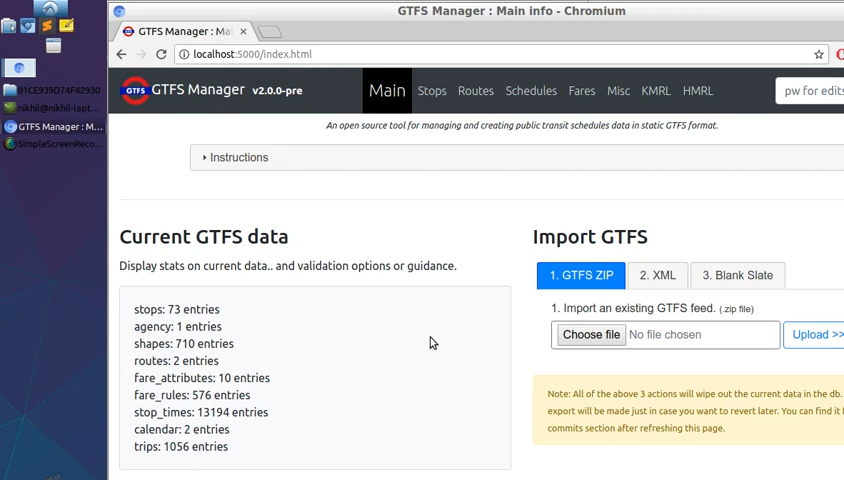 GTFS Manager : Main info - Chromium
GTFS Manager : Mai
localhost:5000/index.html
GTFS
GTFS Manager v2.0.0-pre
Main Stops Routes Schedules Fares Misc KMRL HMRL
pw for edits
An open source tool for managing and creating public transit schedules data in static GTFS format.
Instructions
01CE939D74F42930
nikhil@nikhil-lapt...
GTFS Manager : M...
SimpleScreenReco...
Current GTFS data
Display stats on current data.. and validation options or guidance.
stops: 73 entries
agency: 1 entries
shapes: 710 entries
routes: 2 entries
fare_attributes: 10 entries
fare_rules: 576 entries
stop_times: 13194 entries
calendar: 2 entries
trips: 1056 entries
Import GTFS
1. GTFS ZIP 2. XML 3. Blank Slate
1. Import an existing GTFS feed. (.zip file)
Choose file No file chosen Upload >>
Note: All of the above 3 actions will wipe out the current data in the db.
export will be made just in case you want to revert later. You can find it
commits section after refreshing this page.